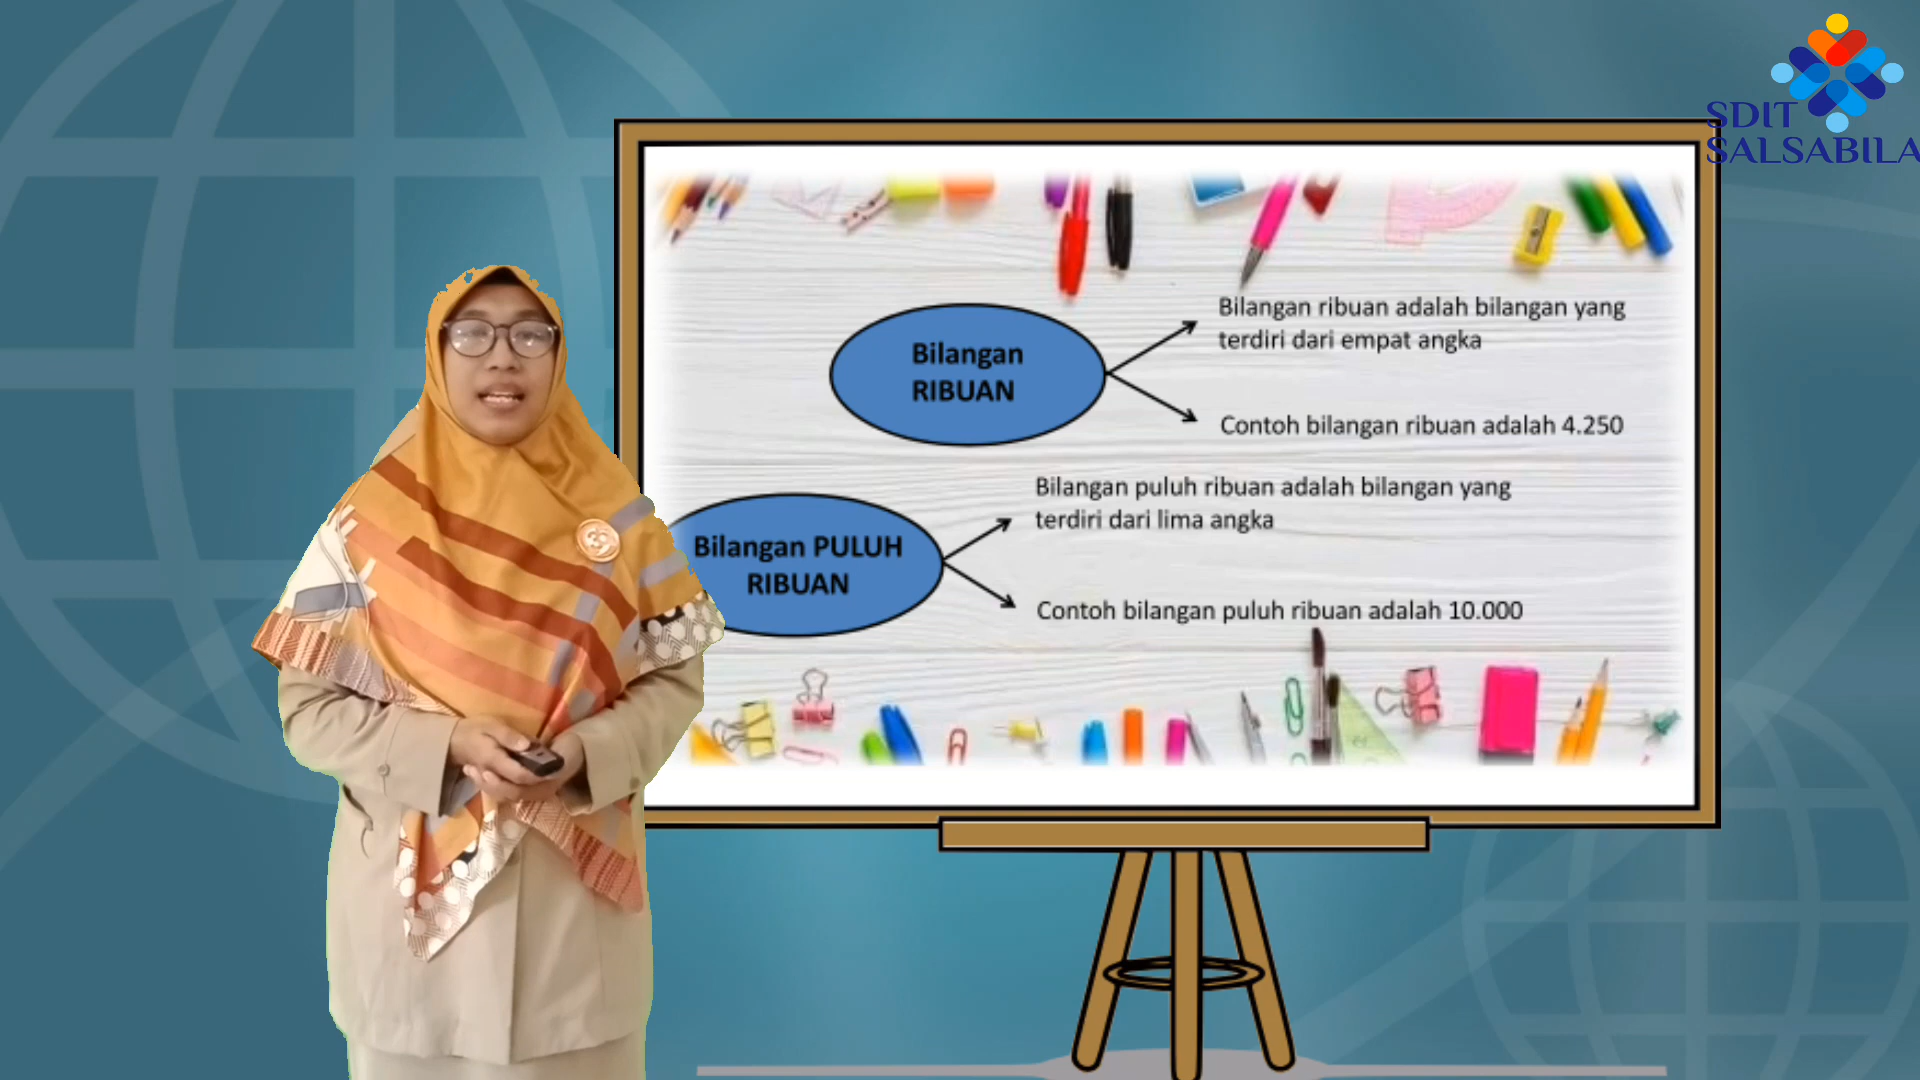 SDIT
SALSABILA
Bilangan
RIBUAN
Bilangan ribuan adalah bilangan yang
terdiri dari empat angka
Contoh bilangan ribuan adalah 4.250
Bilangan PULUH
RIBUAN
Bilangan puluh ribuan adalah bilangan yang
terdiri dari lima angka
Contoh bilangan puluh ribuan adalah 10.000